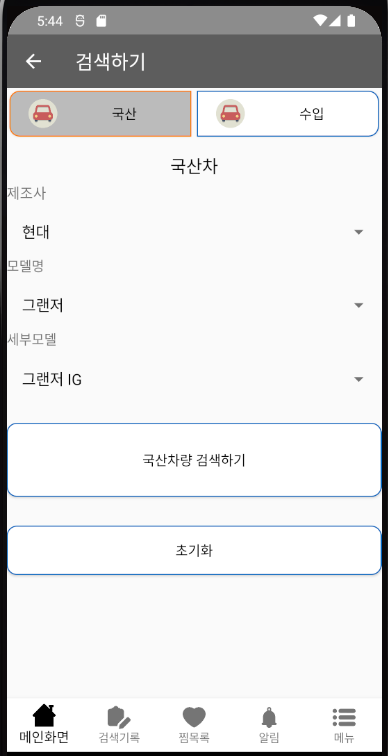 5:44
검색하기
국산
수입
국산차
제조사
현대
모델명
그랜저
세부모델
그랜저 IG
국산차량 검색하기
초기화
메인화면
검색기록
찜목록
알림
메뉴